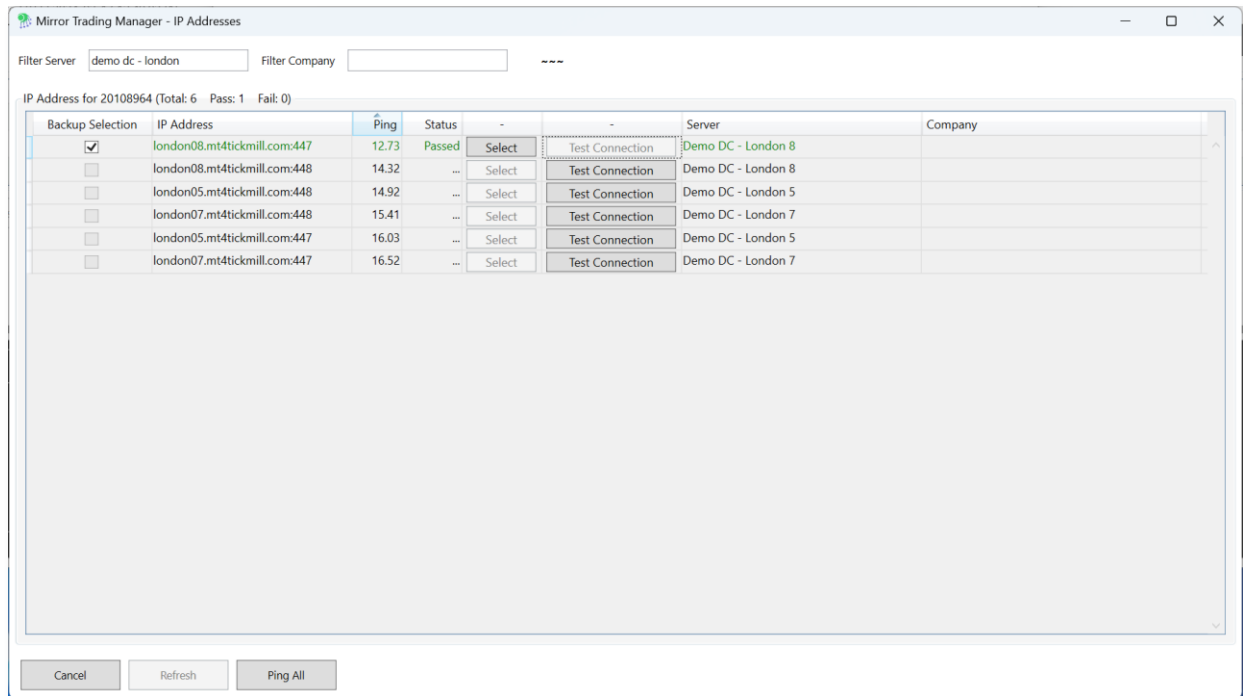 Mirror Trading Manager - IP Addresses
Filter Server demo dc - london Filter Company ~~~
IP Address for 20108964 (Total: 6 Pass: 1 Fail: 0)
Backup Selection IP Address Ping Status - - Server Company
london08.mt4tickmill.com:447 12.73 Passed Select Test Connection Demo DC - London 8
london08.mt4tickmill.com:448 14.32 ... Select Test Connection Demo DC - London 8
london05.mt4tickmill.com:448 14.92 ... Select Test Connection Demo DC - London 5
london07.mt4tickmill.com:448 15.41 ... Select Test Connection Demo DC - London 7
london05.mt4tickmill.com:447 16.03 ... Select Test Connection Demo DC - London 5
london07.mt4tickmill.com:447 16.52 ... Select Test Connection Demo DC - London 7
Cancel Refresh Ping All